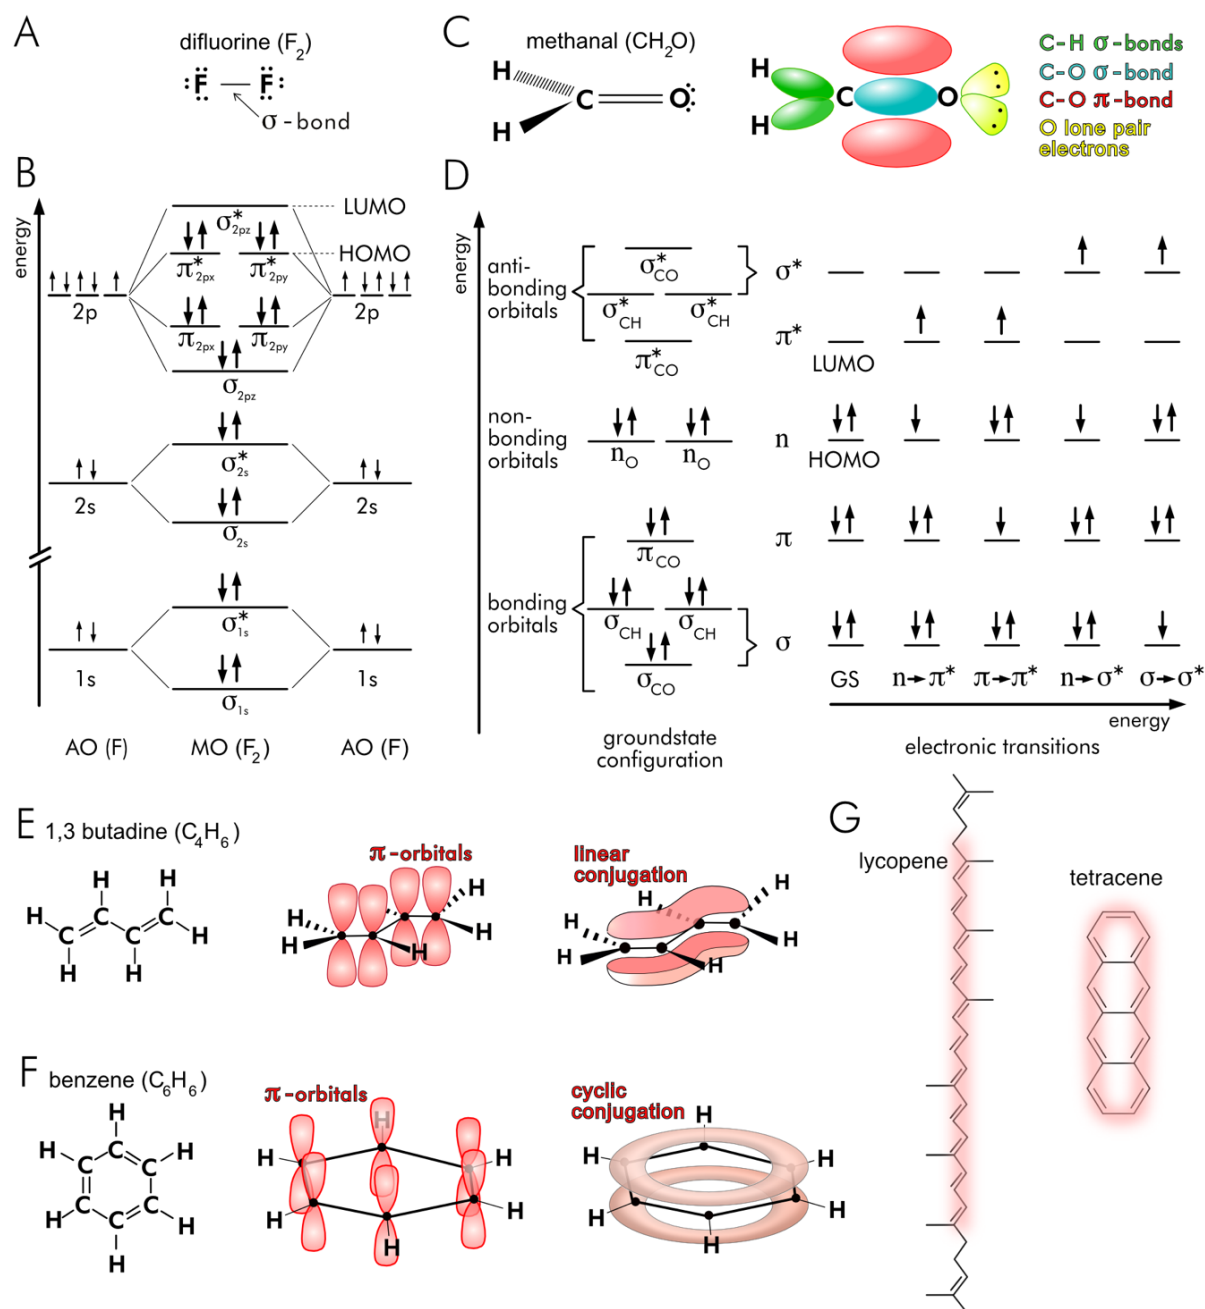 A
difluorine (F2)
F — F
σ-bond
B
energy
LUMO
σ*2pz
HOMO
π*2px π*2py
2p 2p
π2px π2py
σ2pz
σ*2s
2s 2s
σ2s
σ*1s
1s 1s
σ1s
AO (F) MO (F2) AO (F)
C
methanal (CH2O)
H
C O
H
H
C O
H
C-H σ-bonds
C-O σ-bond
C-O π-bond
O lone pair
electrons
D
energy
anti-
bonding
orbitals
σ*CO
σ*CH σ*CH
π*CO
σ*
π*
LUMO
non-
bonding
orbitals
nO nO
n
HOMO
πCO
π
bonding
orbitals
σCH σCH
σCO
σ
GS n→π* π→π* n→σ* σ→σ*
energy
groundstate
configuration
electronic transitions
E 1,3 butadine (C4H6)
H H
H C C C C H
H H
π-orbitals
H
H
H
H
linear
conjugation
H H
H H
H H
F benzene (C6H6)
H
H C H
C C
C C
H C H
H
π-orbitals
H
H H
H
H
cyclic
conjugation
H
H H
H H
H
G
lycopene
tetracene